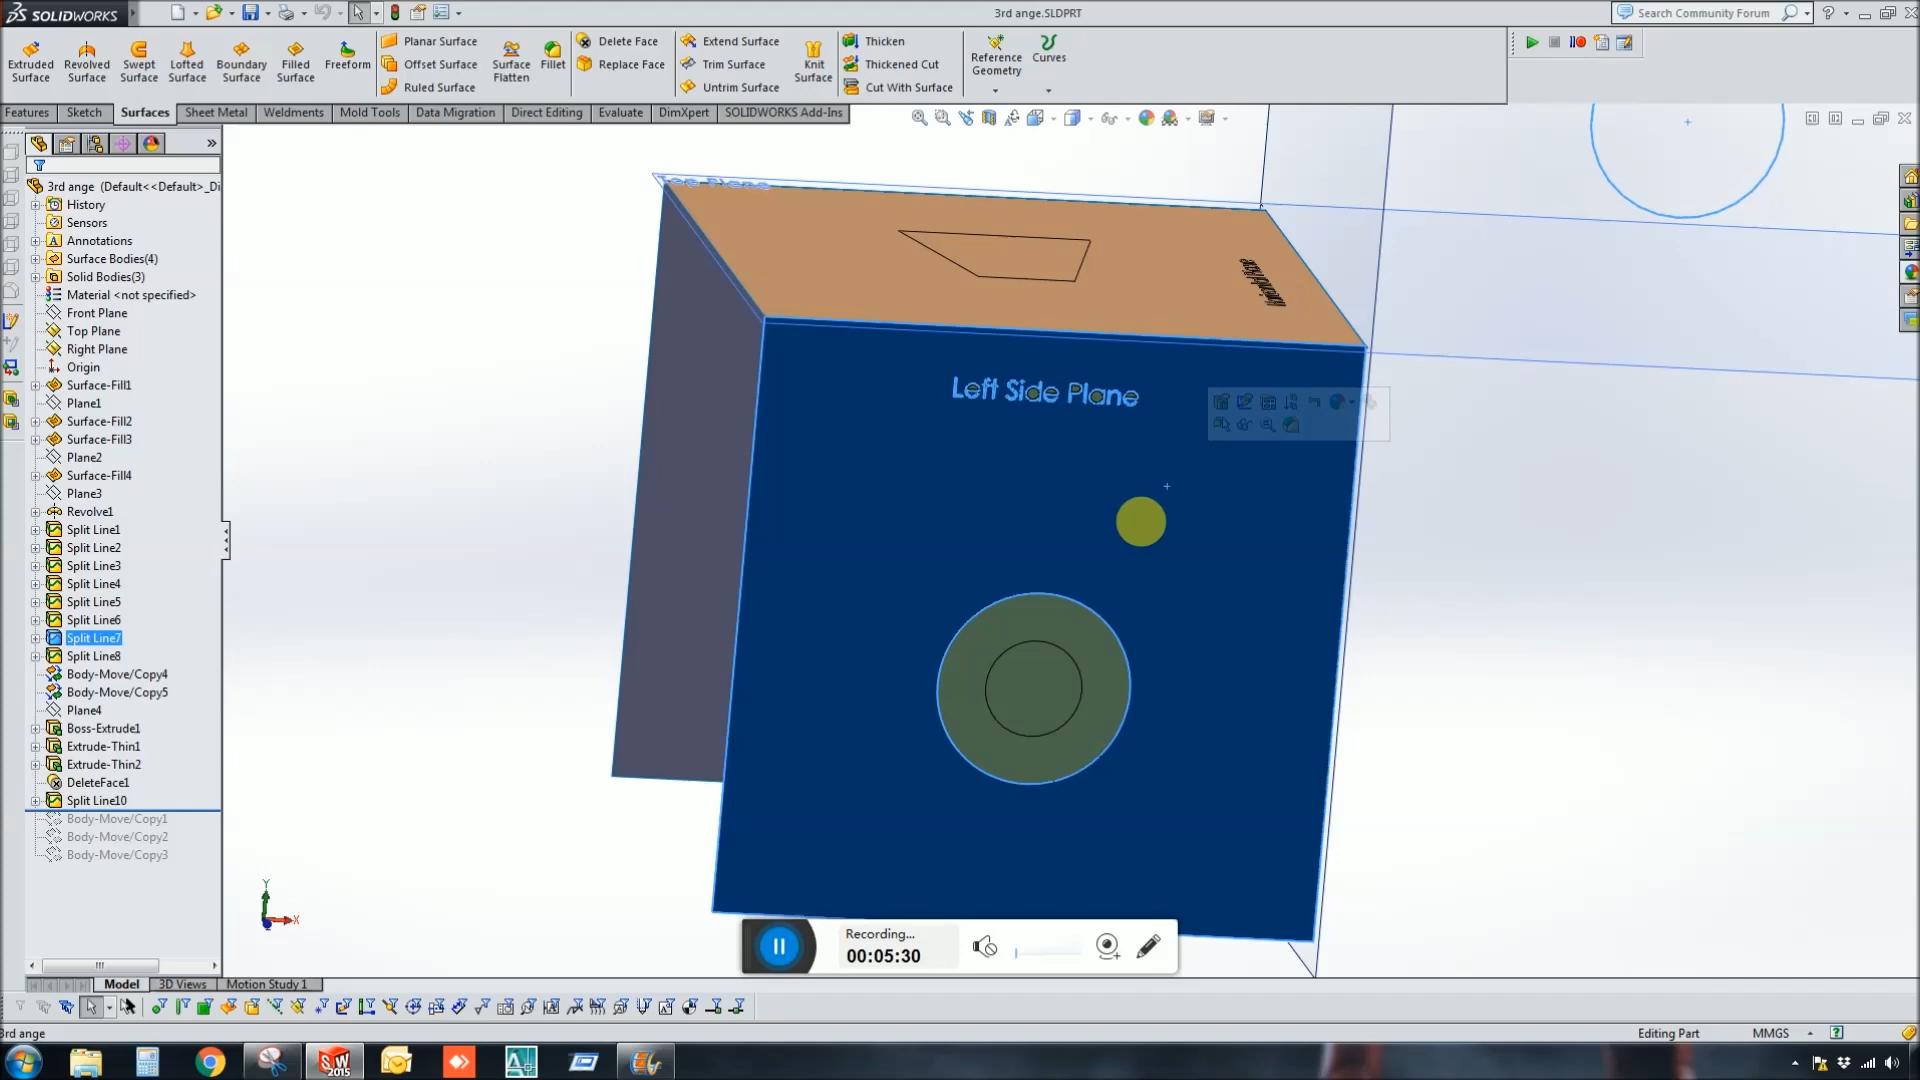 SOLIDWORKS
3rd ange.SLDPRT
Search Community Forum
Extruded Surface
Revolved Surface
Swept Surface
Lofted Surface
Boundary Surface
Filled Surface
Freeform
Planar Surface
Offset Surface
Ruled Surface
Surface Flatten
Fillet
Delete Face
Replace Face
Extend Surface
Trim Surface
Untrim Surface
Knit Surface
Thicken
Thickened Cut
Cut With Surface
Reference Geometry
Curves
Features
Sketch
Surfaces
Sheet Metal
Weldments
Mold Tools
Data Migration
Direct Editing
Evaluate
DimXpert
SOLIDWORKS Add-Ins
3rd ange (Default<<Default>_Di
History
Sensors
Annotations
Surface Bodies(4)
Solid Bodies(3)
Material <not specified>
Front Plane
Top Plane
Right Plane
Origin
Surface-Fill1
Plane1
Surface-Fill2
Surface-Fill3
Plane2
Surface-Fill4
Plane3
Revolve1
Split Line1
Split Line2
Split Line3
Split Line4
Split Line5
Split Line6
Split Line7
Split Line8
Body-Move/Copy4
Body-Move/Copy5
Plane4
Boss-Extrude1
Extrude-Thin1
Extrude-Thin2
DeleteFace1
Split Line10
Body-Move/Copy1
Body-Move/Copy2
Body-Move/Copy3
Top Plane
Left Side Plane
Y
X
Recording...
00:05:30
Model
3D Views
Motion Study 1
3rd ange
Editing Part
MMGS
SW
2015